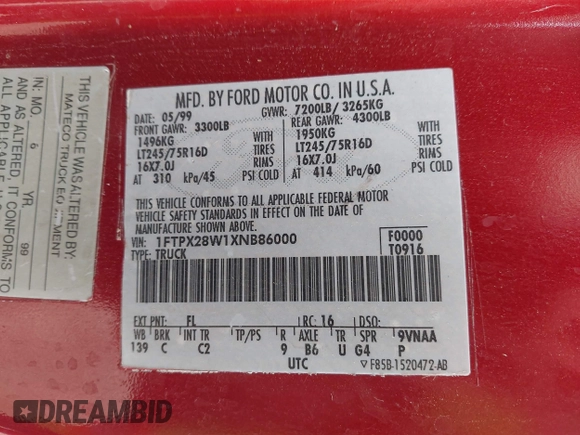 MFD. BY FORD MOTOR CO. IN U.S.A.
DATE: 05/99 GVWR: 7200LB/ 3265KG
FRONT GAWR: 3300LB REAR GAWR: 4300LB
1496KG WITH 1950KG WITH
LT245/75R16D TIRES LT245/75R16D TIRES
16X7.0J RIMS 16X7.0J RIMS
AT 310 kPa/45 PSI COLD AT 414 kPa/60 PSI COLD
THIS VEHICLE CONFORMS TO ALL APPLICABLE FEDERAL MOTOR
VEHICLE SAFETY STANDARDS IN EFFECT ON THE DATE OF
MANUFACTURE SHOWN ABOVE.
VIN: 1FTPX28W1XNB86000 F0000
TYPE: TRUCK T0916
EXT PNT: FL RC: 16 DSO:
WB BRK INT TR TP/PS R AXLE TR SPR 9VNAA
139 C C2 9 B6 U G4 P
UTC ▽ F85B-1520472-AB
THIS VEHICLE WAS ALTERED BY
MATECO TRUCK
IN: MO. 6 YR. 99
AND AS ALTERED, IT CONFORMS TO
ALL APPLICABLE
DREAMBID